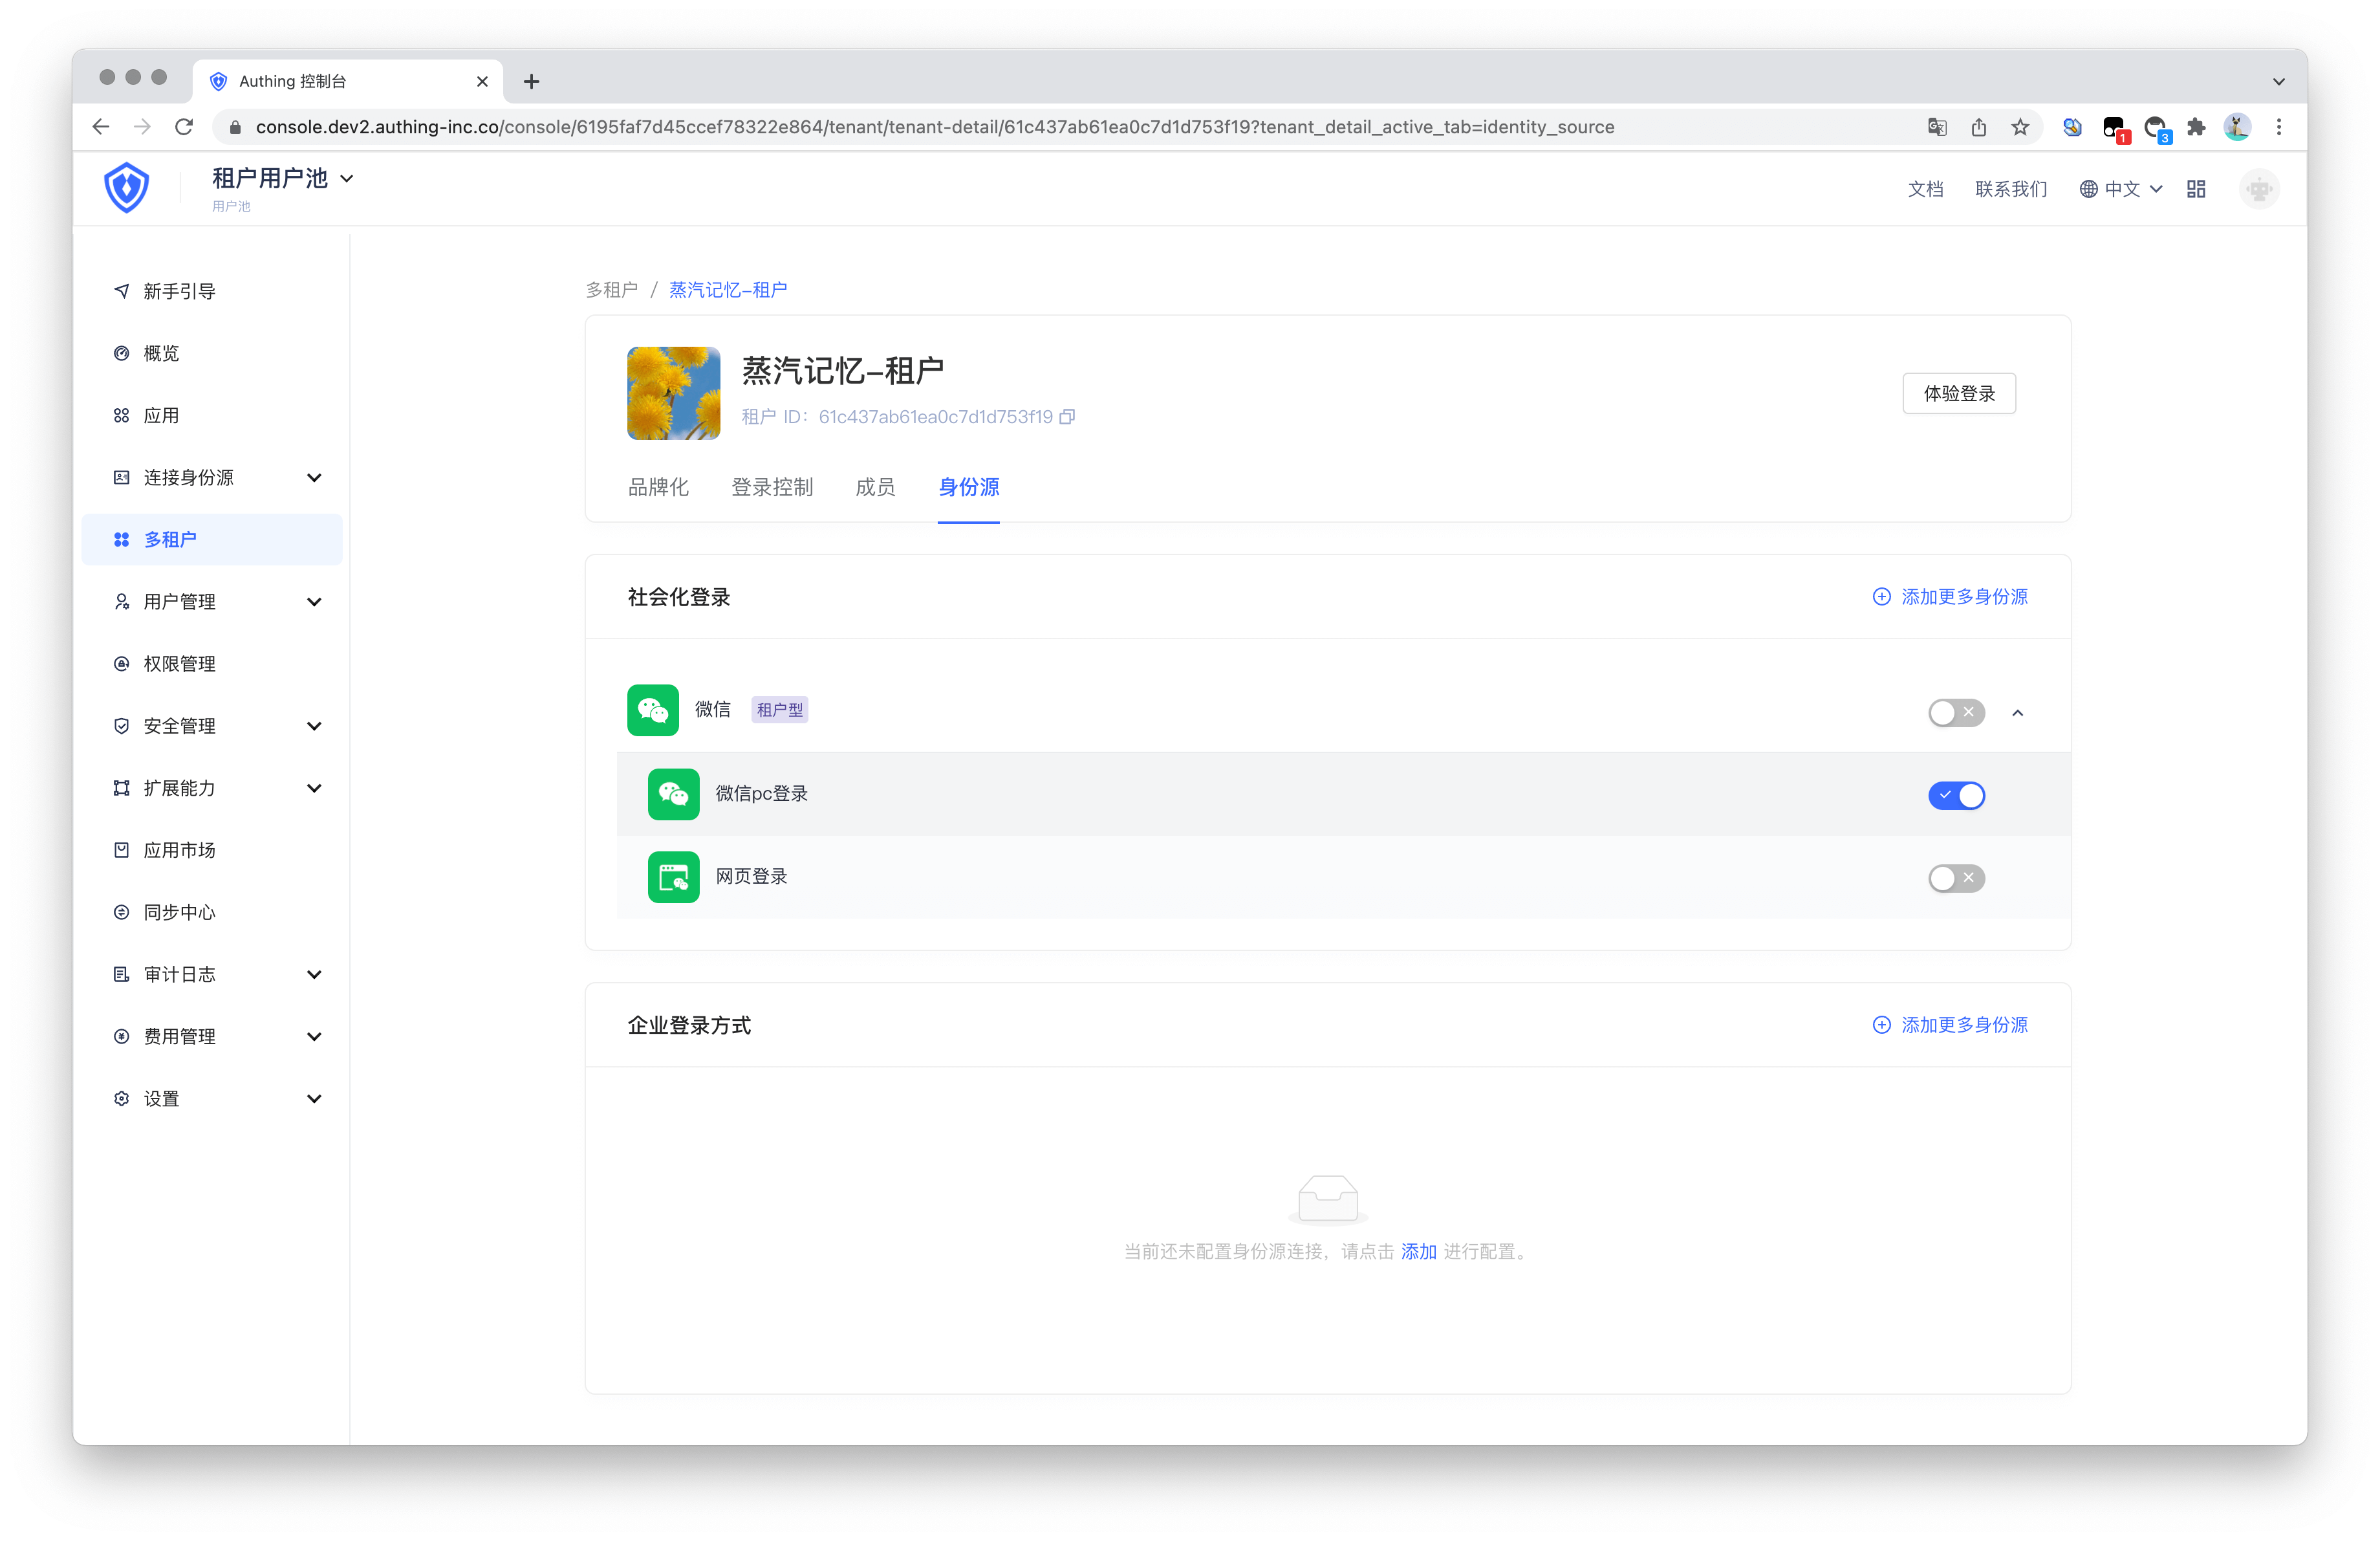 Authing 控制台
console.dev2.authing-inc.co/console/6195faf7d45ccef78322e864/tenant/tenant-detail/61c437ab61ea0c7d1d753f19?tenant_detail_active_tab=identity_source
1
3
租户用户池
用户池
文档
联系我们
中文
新手引导
概览
应用
连接身份源
多租户
用户管理
权限管理
安全管理
扩展能力
应用市场
同步中心
审计日志
费用管理
设置
多租户 / 蒸汽记忆-租户
蒸汽记忆-租户
租户 ID：61c437ab61ea0c7d1d753f19
体验登录
品牌化 登录控制 成员 身份源
社会化登录
添加更多身份源
微信 租户型
微信pc登录
网页登录
企业登录方式
添加更多身份源
当前还未配置身份源连接，请点击 添加 进行配置。